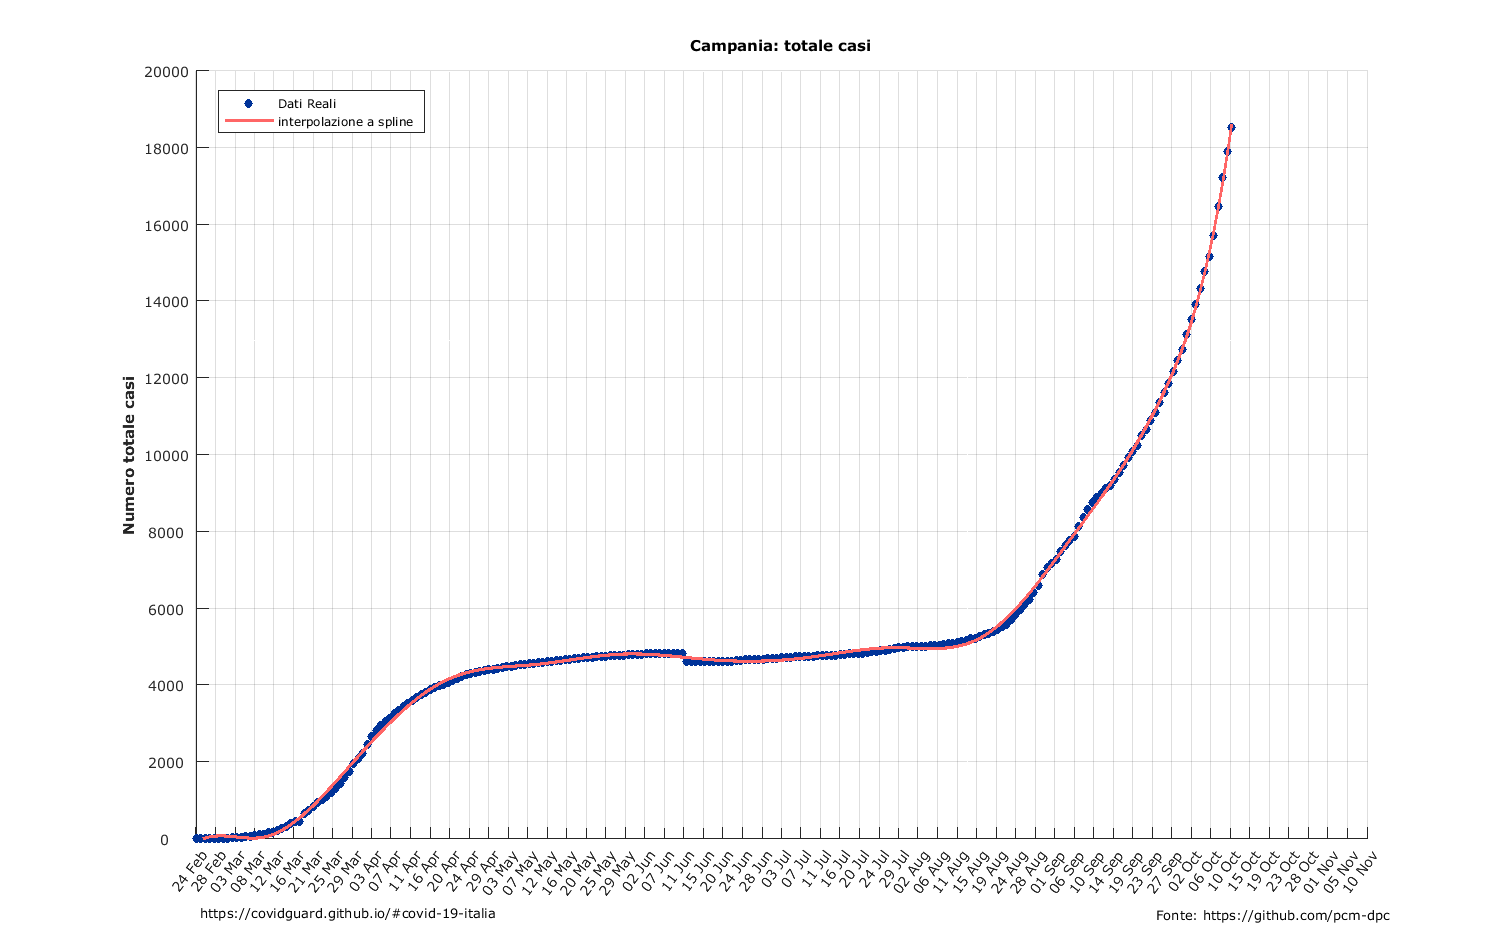 Campania: totale casi
20000
18000
16000
14000
12000
10000
8000
6000
4000
2000
0
Numero totale casi
Dati Reali
interpolazione a spline
24 Feb
28 Feb
03 Mar
08 Mar
12 Mar
16 Mar
21 Mar
25 Mar
29 Mar
03 Apr
07 Apr
11 Apr
16 Apr
20 Apr
24 Apr
29 Apr
03 May
07 May
12 May
16 May
20 May
25 May
29 May
02 Jun
07 Jun
11 Jun
15 Jun
20 Jun
24 Jun
28 Jun
03 Jul
07 Jul
11 Jul
16 Jul
20 Jul
24 Jul
29 Jul
02 Aug
06 Aug
11 Aug
15 Aug
19 Aug
24 Aug
28 Aug
01 Sep
06 Sep
10 Sep
14 Sep
19 Sep
23 Sep
27 Sep
02 Oct
06 Oct
10 Oct
15 Oct
19 Oct
23 Oct
28 Oct
01 Nov
05 Nov
10 Nov
https://covidguard.github.io/#covid-19-italia
Fonte: https://github.com/pcm-dpc